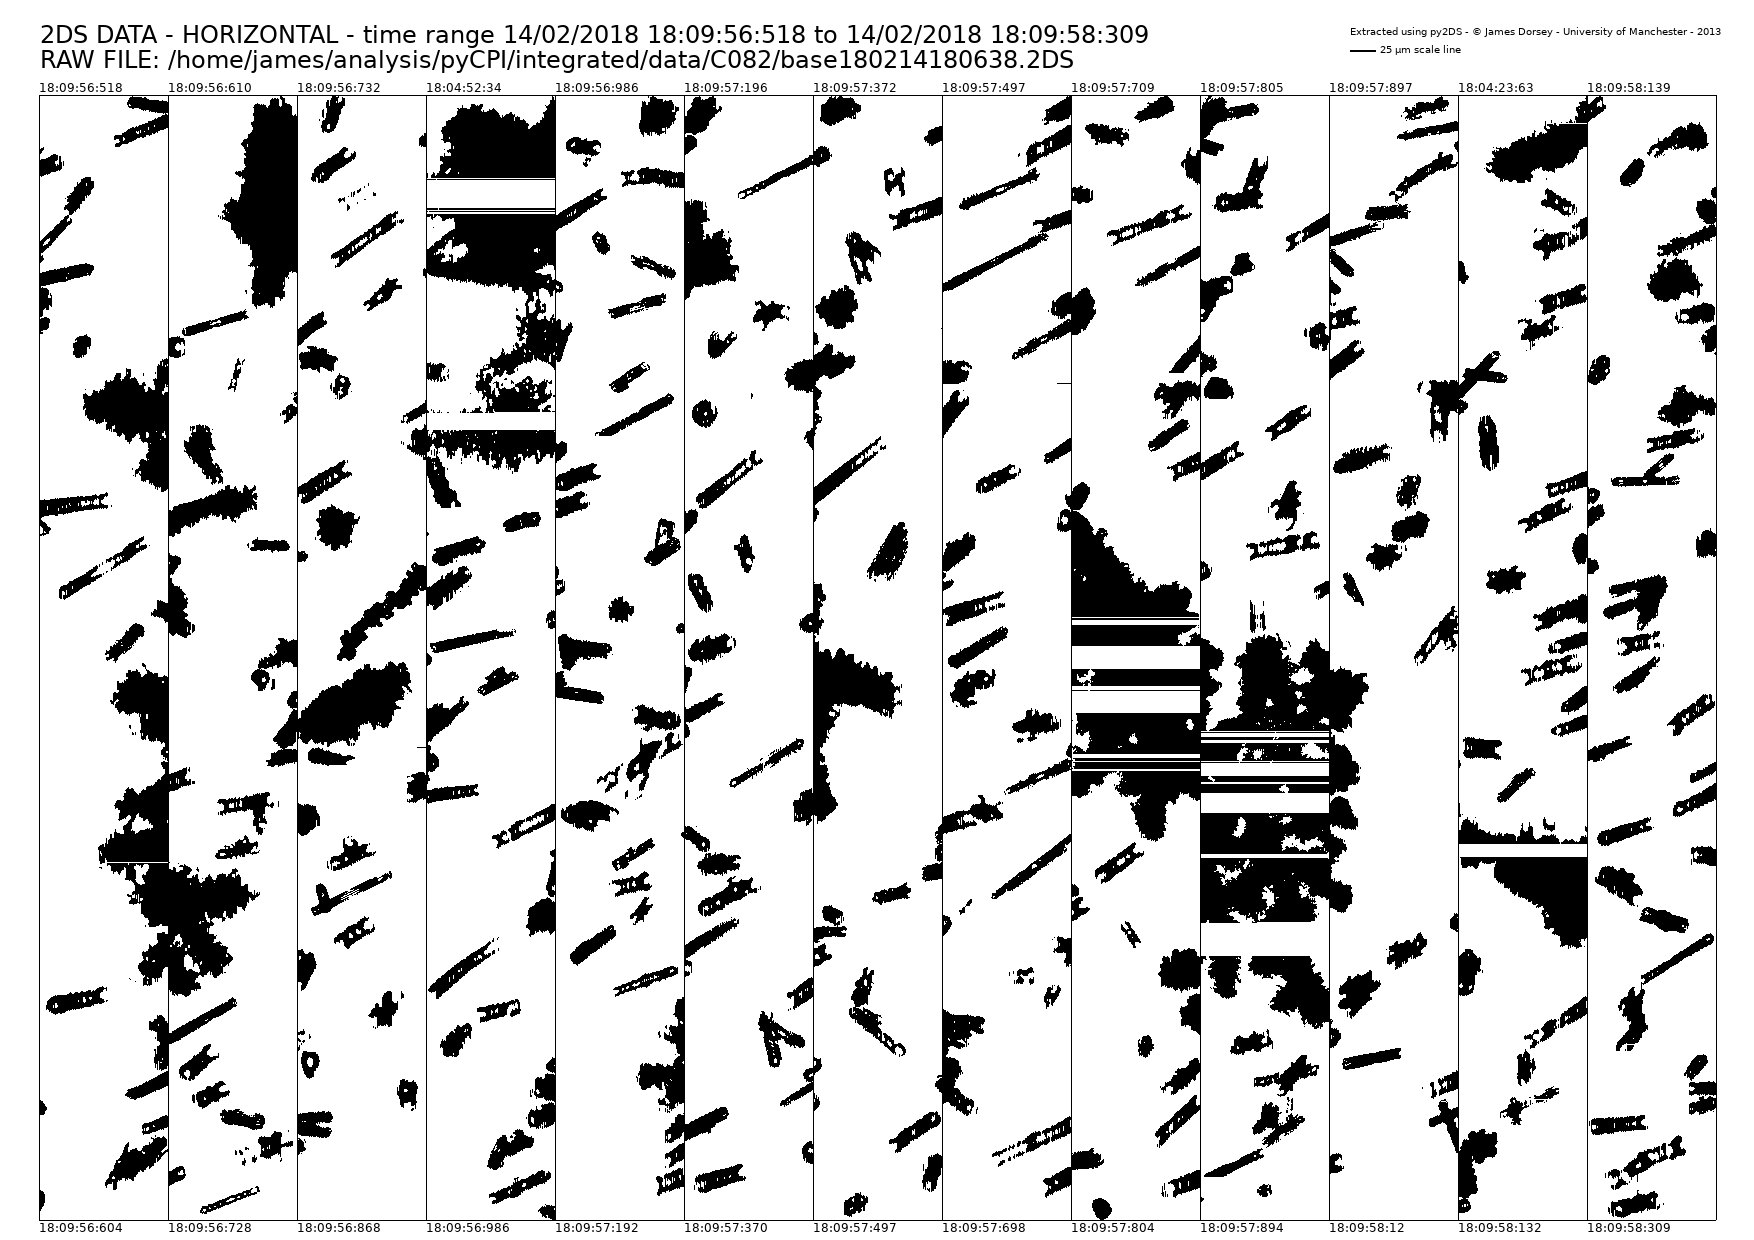 2DS DATA - HORIZONTAL - time range 14/02/2018 18:09:56:518 to 14/02/2018 18:09:58:309
RAW FILE: /home/james/analysis/pyCPI/integrated/data/C082/base180214180638.2DS
Extracted using py2DS - © James Dorsey - University of Manchester - 2013
25 µm scale line
18:09:56:518 18:09:56:610 18:09:56:732 18:04:52:34 18:09:56:986 18:09:57:196 18:09:57:372 18:09:57:497 18:09:57:709 18:09:57:805 18:09:57:897 18:04:23:63 18:09:58:139
18:09:56:604 18:09:56:728 18:09:56:868 18:09:56:986 18:09:57:192 18:09:57:370 18:09:57:497 18:09:57:698 18:09:57:804 18:09:57:894 18:09:58:12 18:09:58:132 18:09:58:309